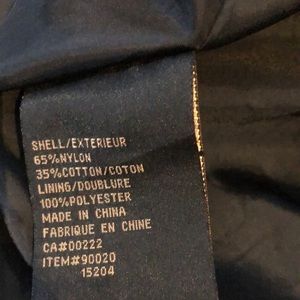 SHELL/EXTERIEUR
65%NYLON
35%COTTON/COTON
LINING/DOUBLURE
100%POLYESTER
MADE IN CHINA
FABRIQUE EN CHINE
CA#00222
ITEM#90020
15204